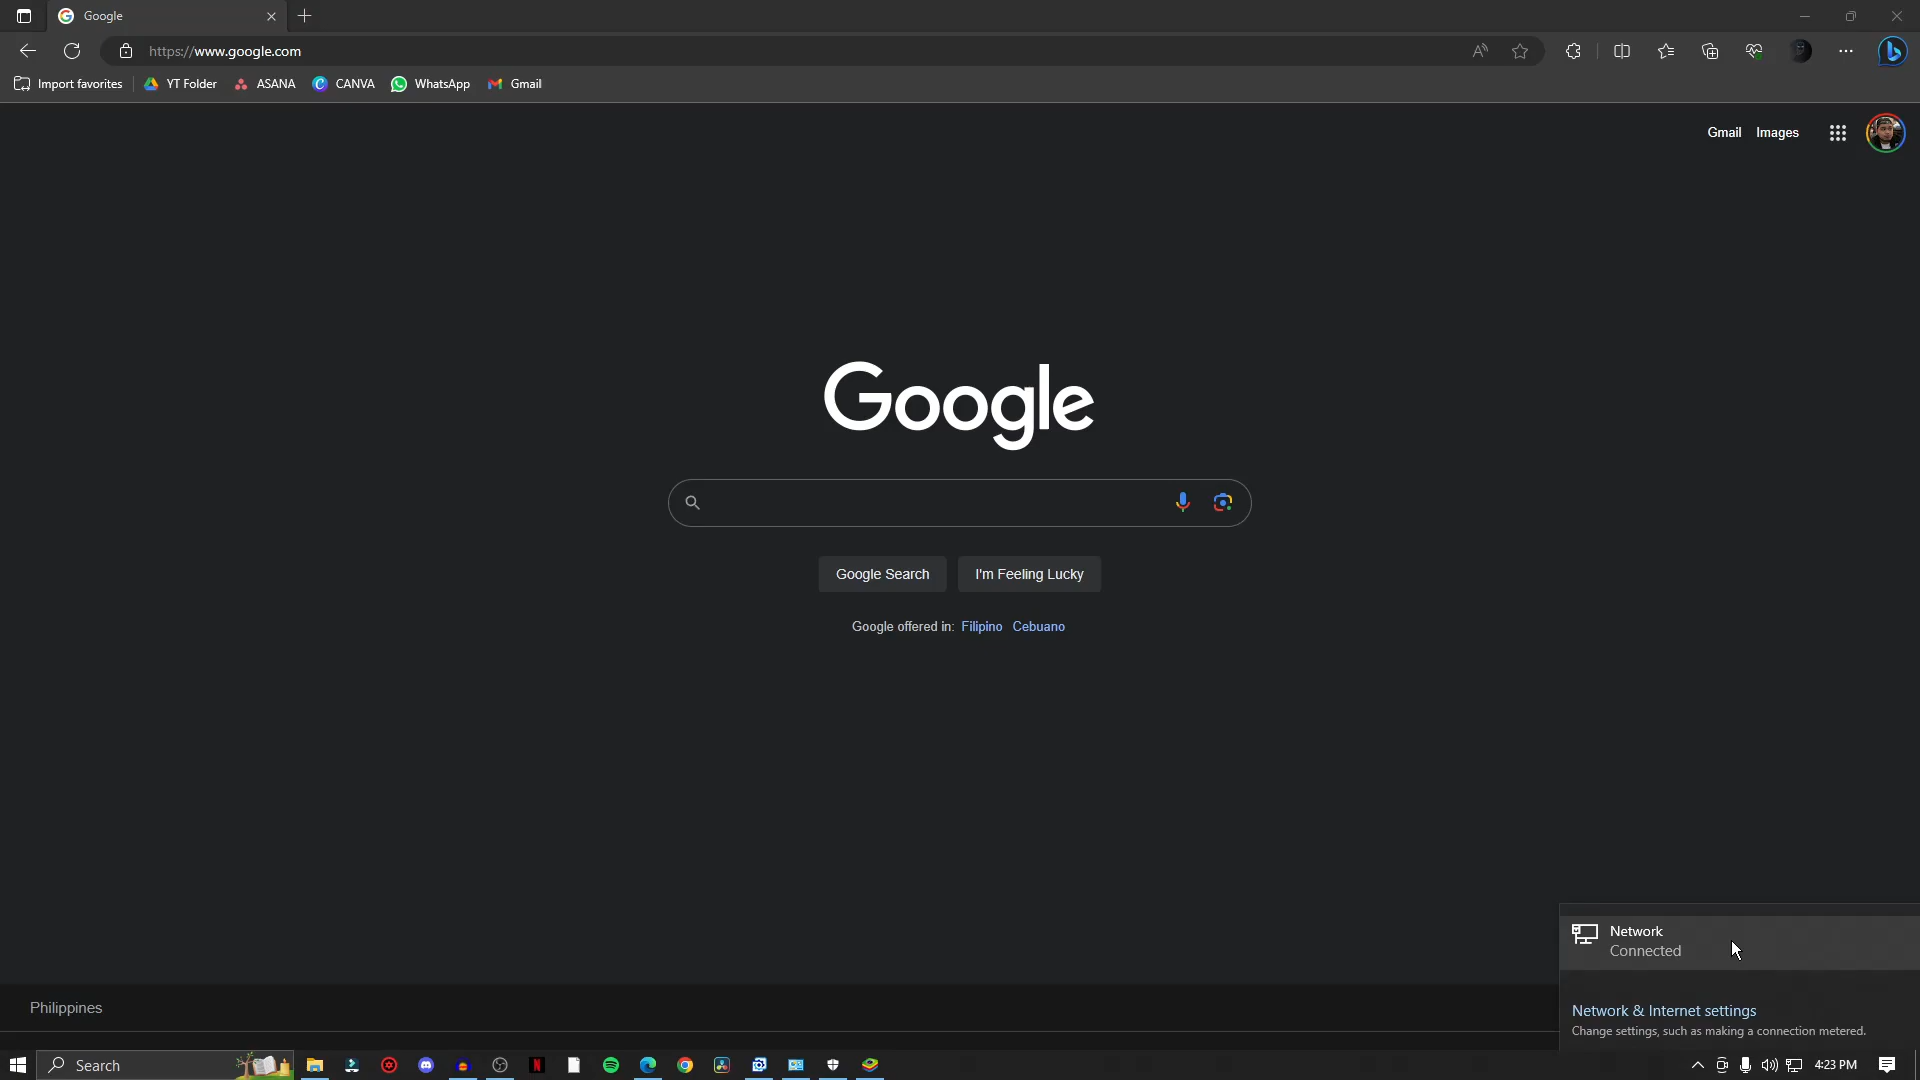 Google
https://www.google.com
Import favorites
YT Folder
ASANA
CANVA
WhatsApp
Gmail
Gmail
Images
Google
Google Search
I'm Feeling Lucky
Google offered in: Filipino Cebuano
Network
Connected
Philippines
Network & Internet settings
Change settings, such as making a connection metered.
Search
4:23 PM